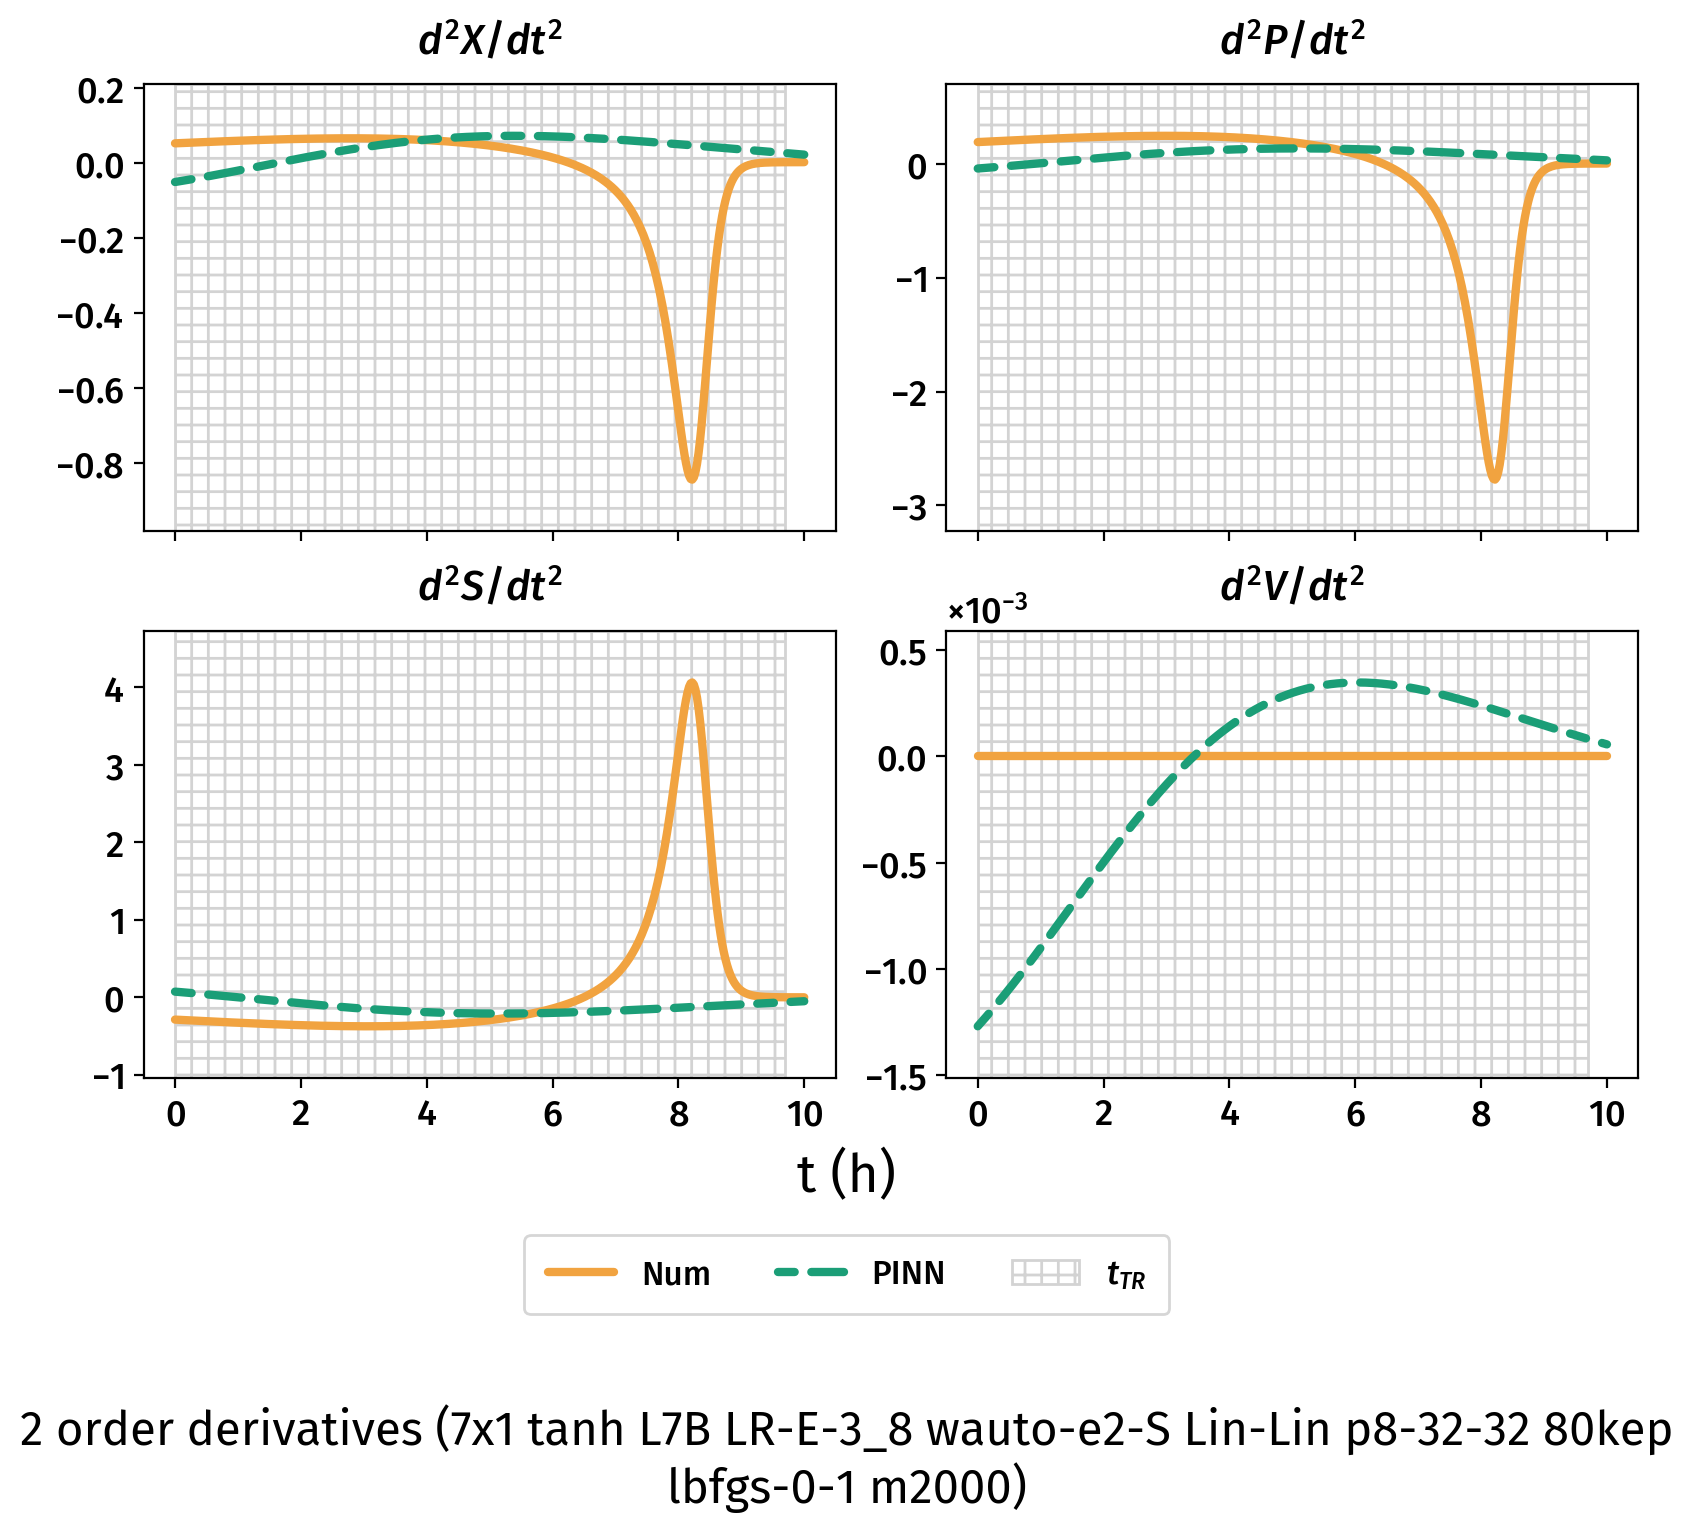 d²X/dt²
d²P/dt²
0.2
0.0
−0.2
−0.4
−0.6
−0.8
0
−1
−2
−3
d²S/dt²
d²V/dt²
×10⁻³
4
3
2
1
0
−1
0.5
0.0
−0.5
−1.0
−1.5
0 2 4 6 8 10
0 2 4 6 8 10
t (h)
Num PINN t_TR
2 order derivatives (7x1 tanh L7B LR-E-3_8 wauto-e2-S Lin-Lin p8-32-32 80kep
lbfgs-0-1 m2000)